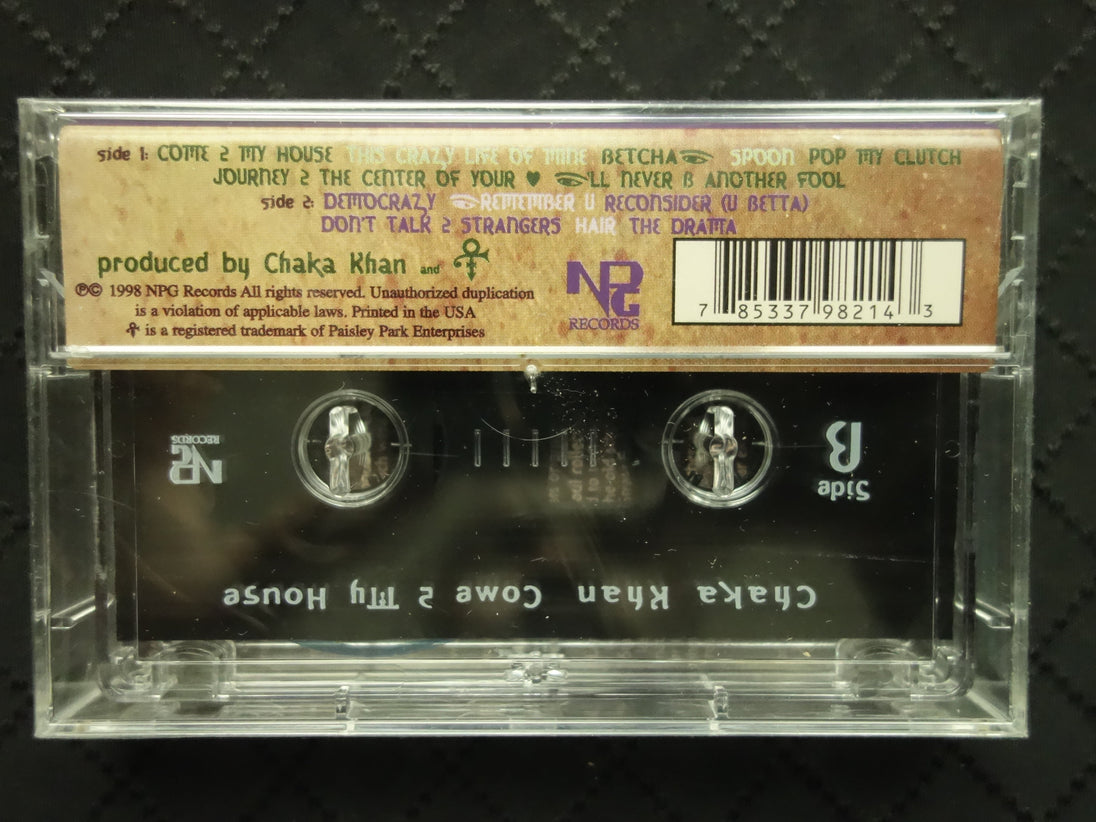 side 1: COME 2 MY HOUSE THIS CRAZY LIFE OF MINE BETCHA👁 SPOON POP MY CLUTCH
JOURNEY 2 THE CENTER OF YOUR ♥ 👁'LL NEVER B ANOTHER FOOL
side 2: DEMOCRAZY 👁REMEMBER U RECONSIDER (U BETTA)
DON'T TALK 2 STRANGERS HAIR THE DRAMA
produced by Chaka Khan and
℗© 1998 NPG Records All rights reserved. Unauthorized duplication
is a violation of applicable laws. Printed in the USA
is a registered trademark of Paisley Park Enterprises
NPG
RECORDS
7 85337 98214 3
NPG
RECORDS
Side
B
Chaka Khan Come 2 My House